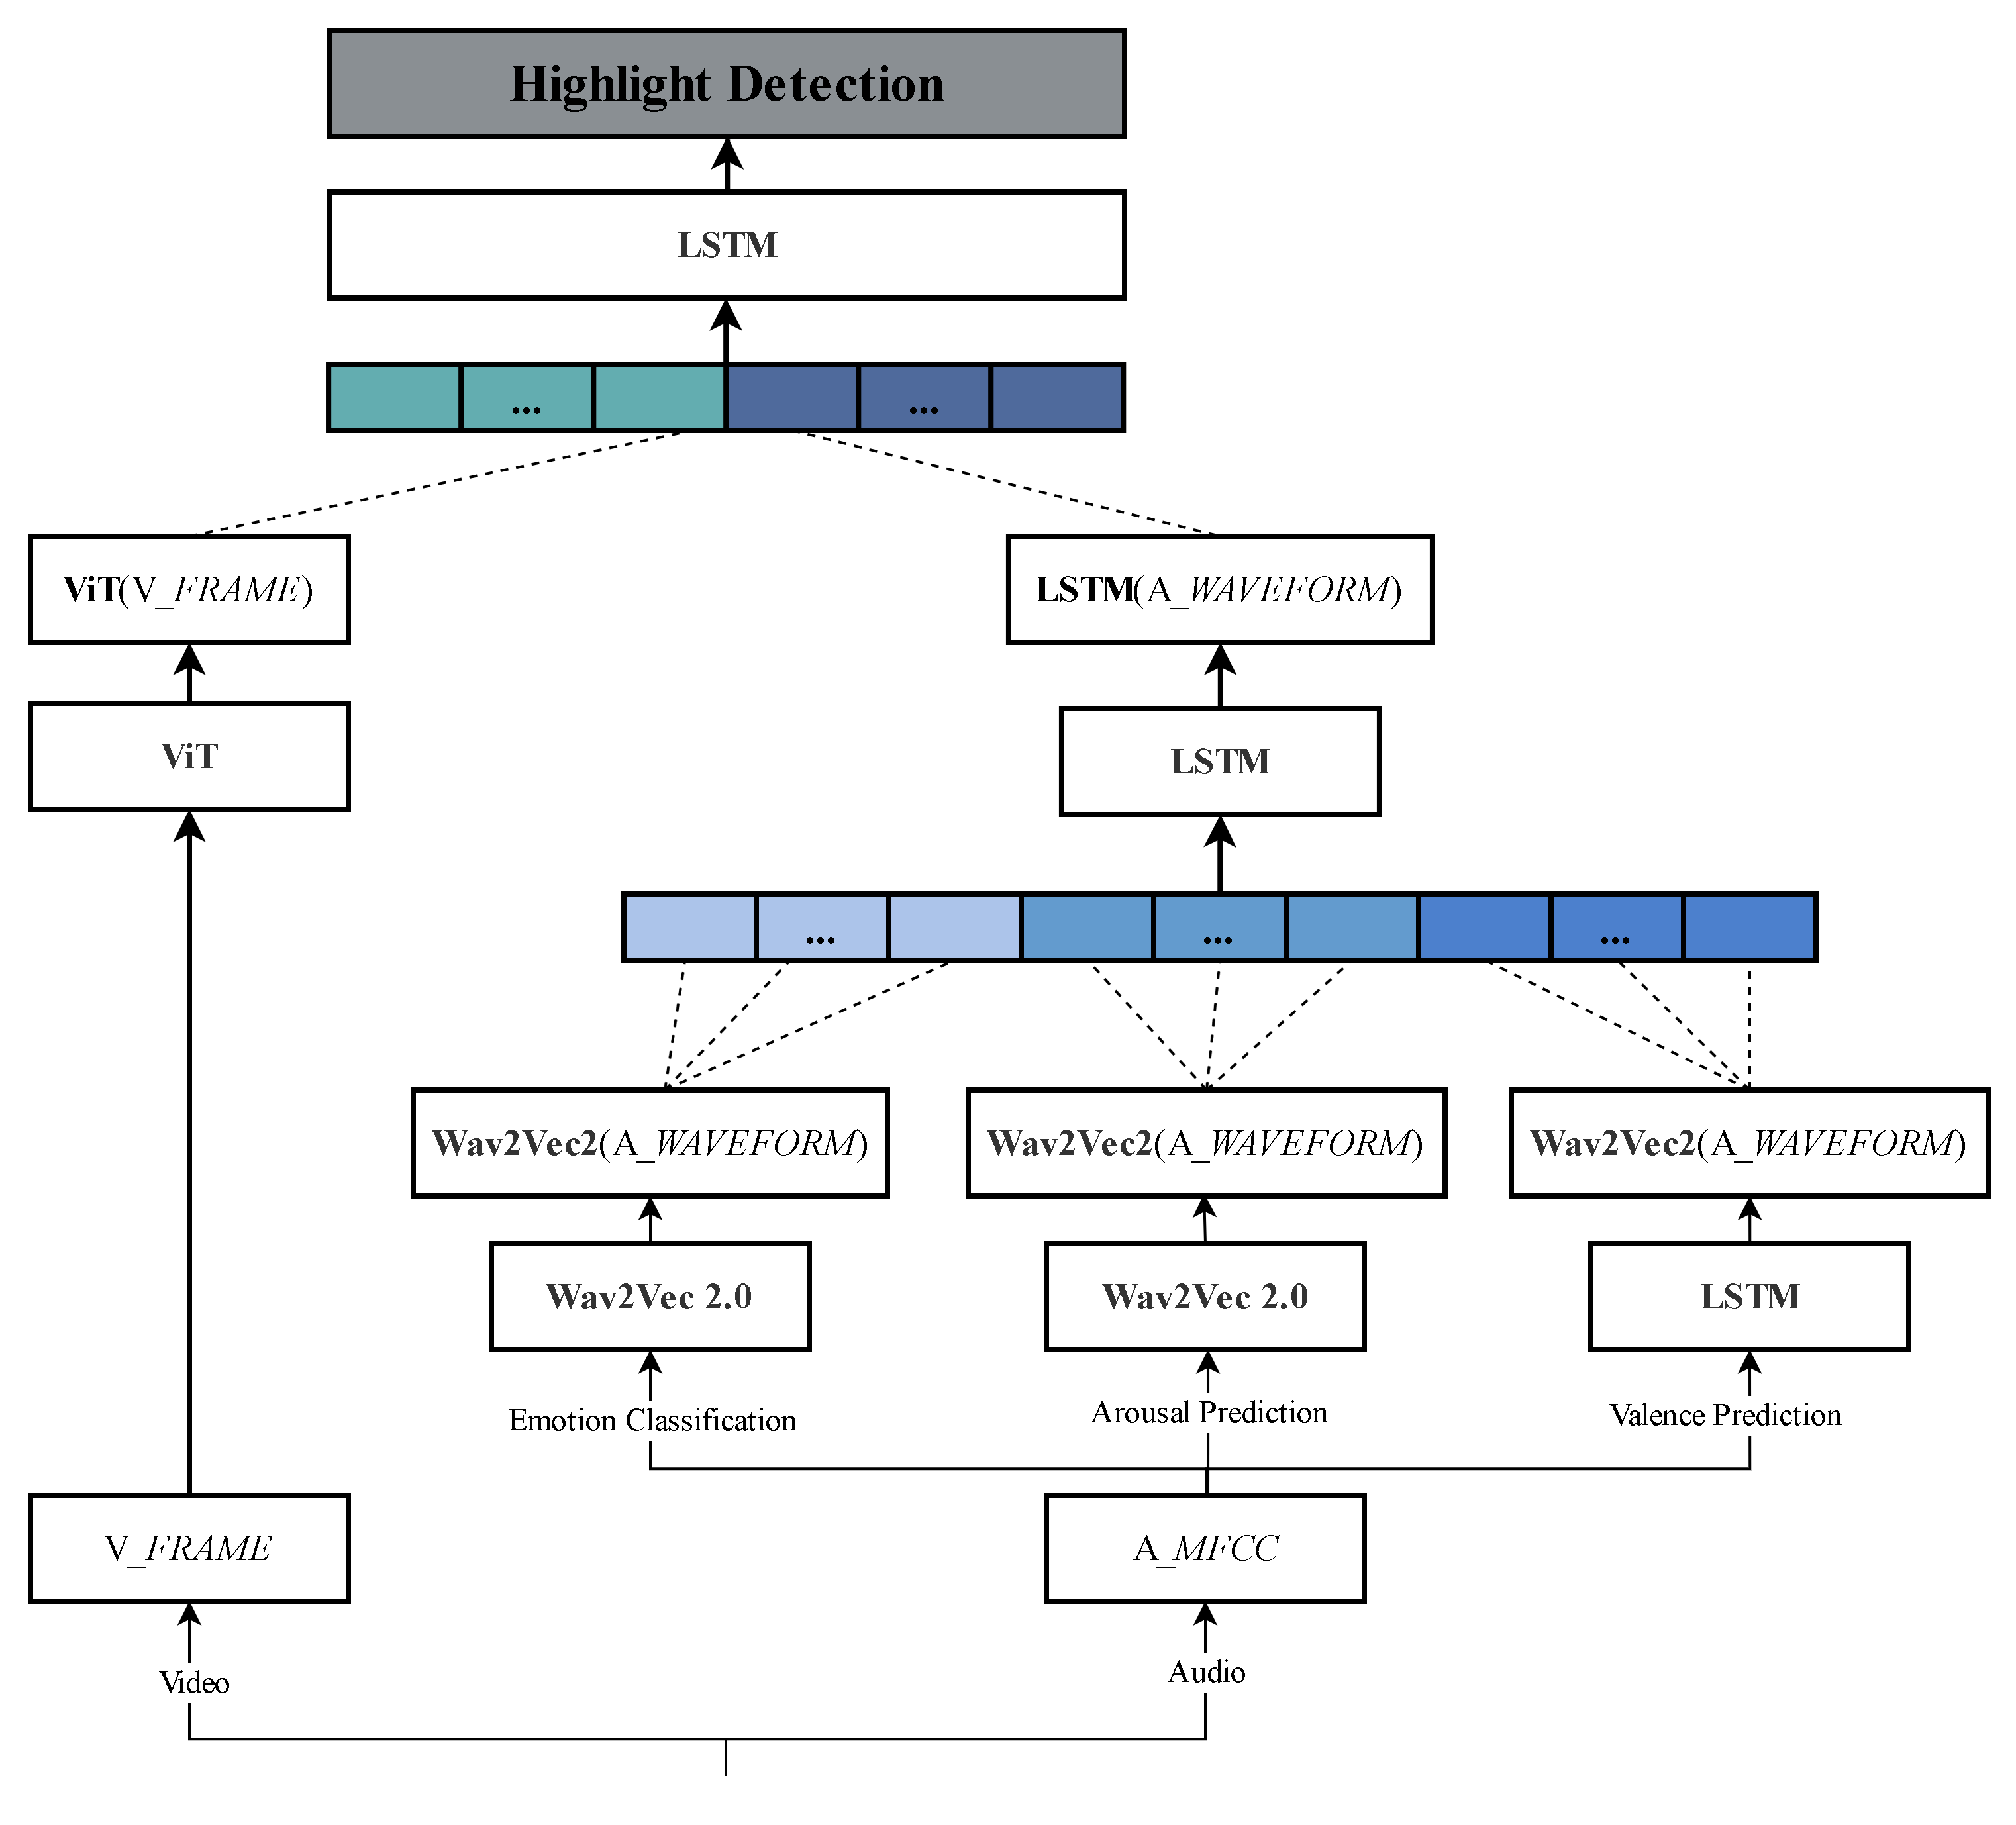 Highlight Detection
LSTM
... ...
ViT(V_FRAME) LSTM(A_WAVEFORM)
ViT LSTM
... ... ...
Wav2Vec2(A_WAVEFORM) Wav2Vec2(A_WAVEFORM) Wav2Vec2(A_WAVEFORM)
Wav2Vec 2.0 Wav2Vec 2.0 LSTM
Emotion Classification Arousal Prediction Valence Prediction
V_FRAME A_MFCC
Video Audio